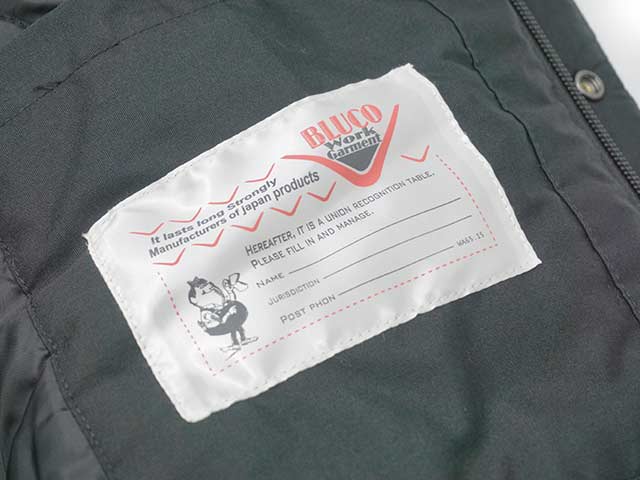 BLUCO
Work
Garment
It lasts long Strongly
Manufacturers of japan products
HEREAFTER, IT IS A UNION RECOGNITION TABLE,
PLEASE FILL IN AND MANAGE.
NAME
JURISDICTION
POST PHON